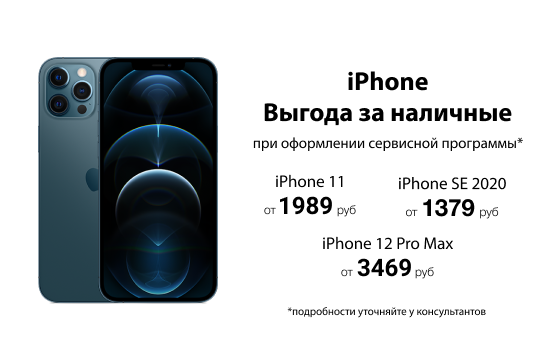 iPhone
Выгода за наличные
при оформлении сервисной программы*
iPhone 11
от 1989 руб
iPhone SE 2020
от 1379 руб
iPhone 12 Pro Max
от 3469 руб
*подробности уточняйте у консультантов